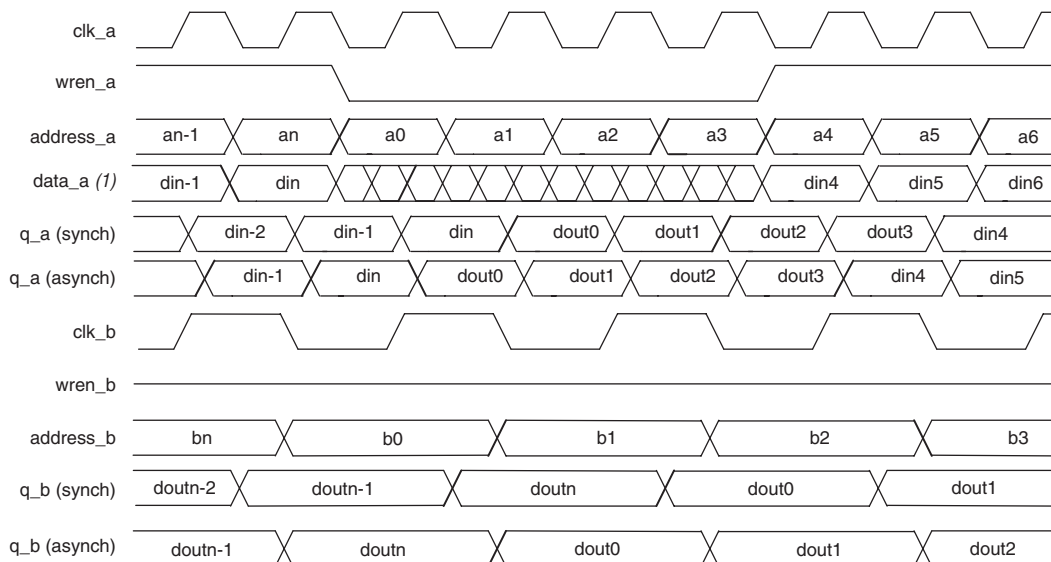 clk_a
wren_a
address_a an-1 an a0 a1 a2 a3 a4 a5 a6
data_a (1) din-1 din din4 din5 din6
q_a (synch) din-2 din-1 din dout0 dout1 dout2 dout3 din4
q_a (asynch) din-1 din dout0 dout1 dout2 dout3 din4 din5
clk_b
wren_b
address_b bn b0 b1 b2 b3
q_b (synch) doutn-2 doutn-1 doutn dout0 dout1
q_b (asynch) doutn-1 doutn dout0 dout1 dout2